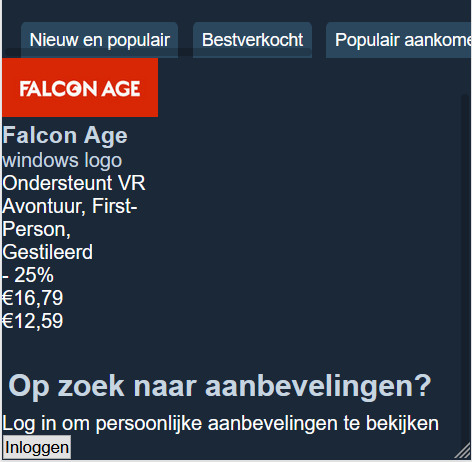 Nieuw en populair Bestverkocht Populair aankome
FALCON AGE
Falcon Age
windows logo
Ondersteunt VR
Avontuur, First-
Person,
Gestileerd
- 25%
€16,79
€12,59
Op zoek naar aanbevelingen?
Log in om persoonlijke aanbevelingen te bekijken
Inloggen